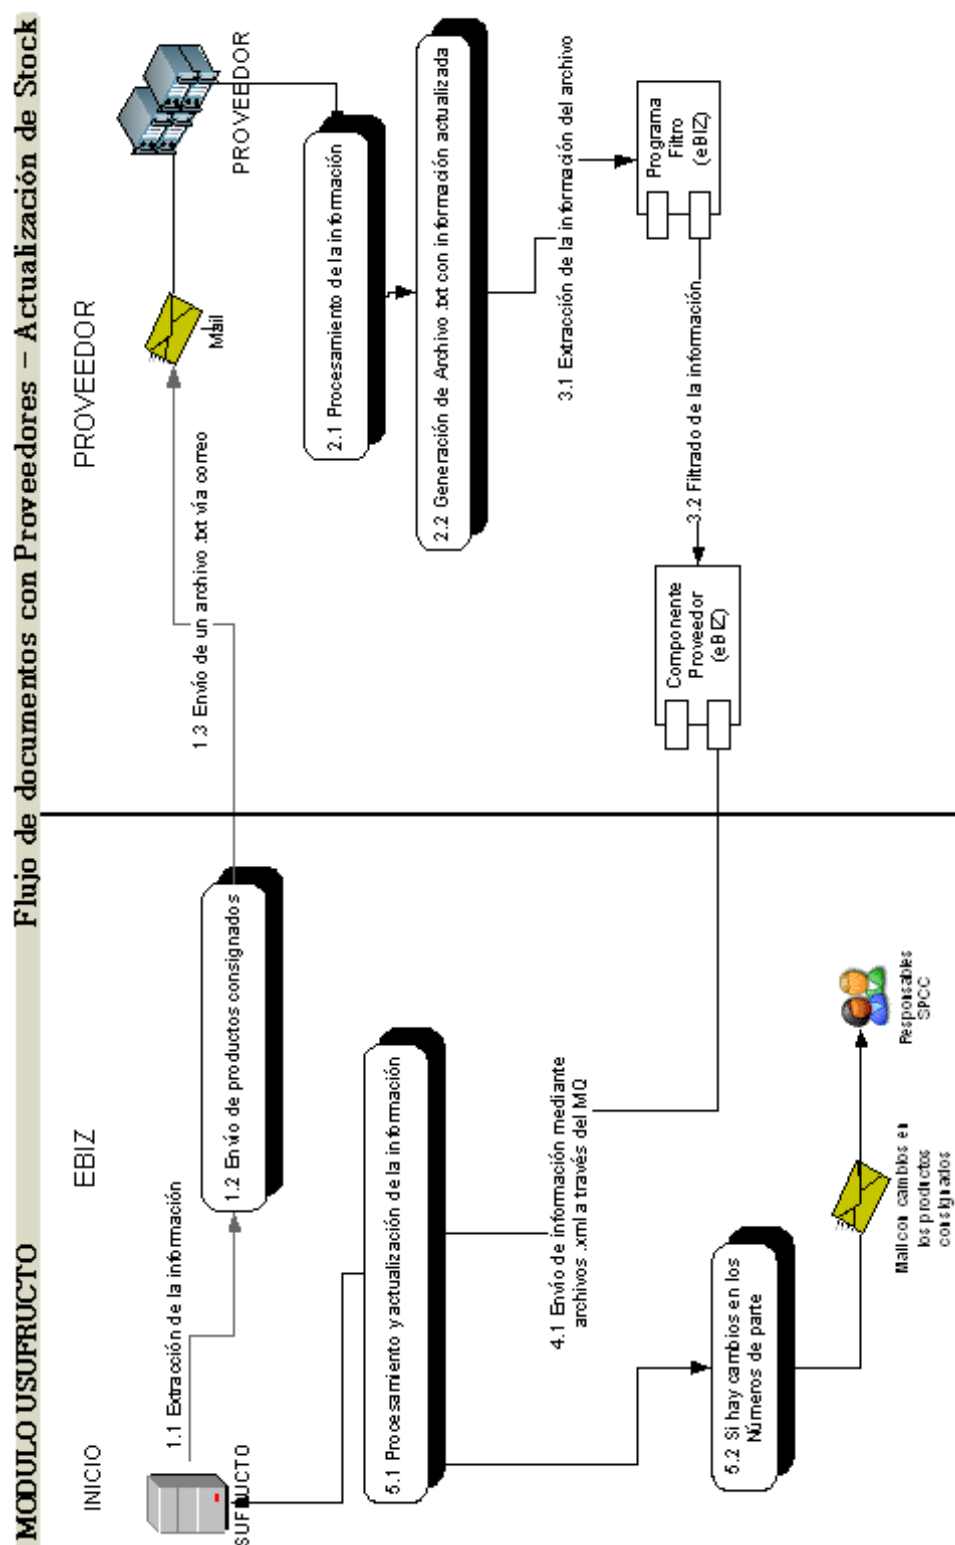 MODULO USUFRUCTO
Flujo de documentos con Proveedores - Actualización de Stock
INICIO
EBIZ
PROVEEDOR
1.1 Extracción de la información
SUFRUCTO
1.2 Envío de productos consignados
1.3 Envío de un archivo .txt vía correo
Mail
PROVEEDOR
2.1 Procesamiento de la información
2.2 Generación de Archivo .txt con información actualizada
3.1 Extracción de la información del archivo
Programa
Filtro
(eBIZ)
3.2 Filtrado de la información
Componente
Proveedor
(eBIZ)
4.1 Envío de información mediante
archivos .xml a través del MQ
5.1 Procesamiento y actualización de la información
5.2 Si hay cambios en los
Números de parte
Mail con cambios en
los productos
consignados
Responsables
SPCC